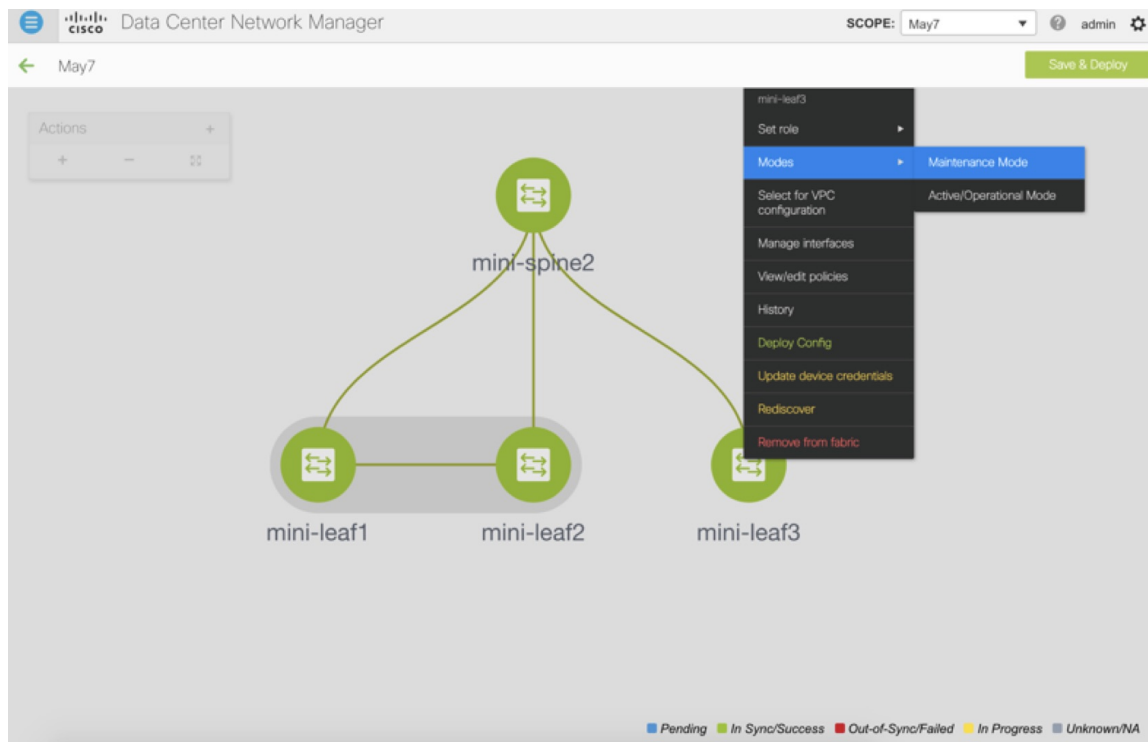 CISCO Data Center Network Manager
SCOPE: May7
admin
May7
Save & Deploy
Actions
mini-leaf3
Set role
Modes
Maintenance Mode
Select for VPC
configuration
Active/Operational Mode
Manage interfaces
View/edit policies
History
Deploy Config
Update device credentials
Rediscover
Remove from fabric
mini-spine2
mini-leaf1
mini-leaf2
mini-leaf3
Pending In Sync/Success Out-of-Sync/Failed In Progress Unknown/NA